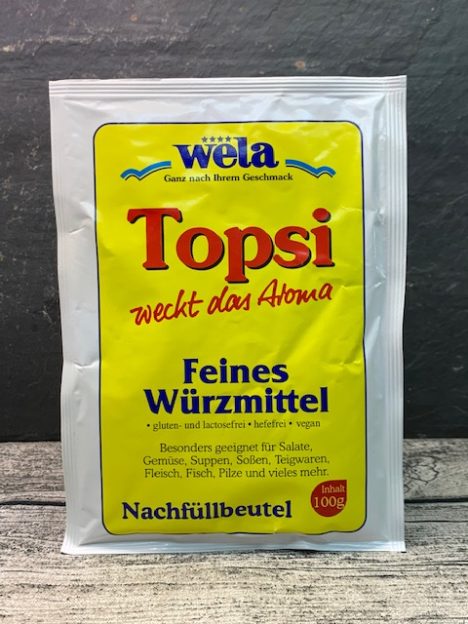 wela
Ganz nach Ihrem Geschmack
Topsi
weckt das Aroma
Feines
Würzmittel
• gluten- und lactosefrei • hefefrei • vegan
Besonders geeignet für Salate,
Gemüse, Suppen, Soßen, Teigwaren,
Fleisch, Fisch, Pilze und vieles mehr.
Nachfüllbeutel
Inhalt
100g